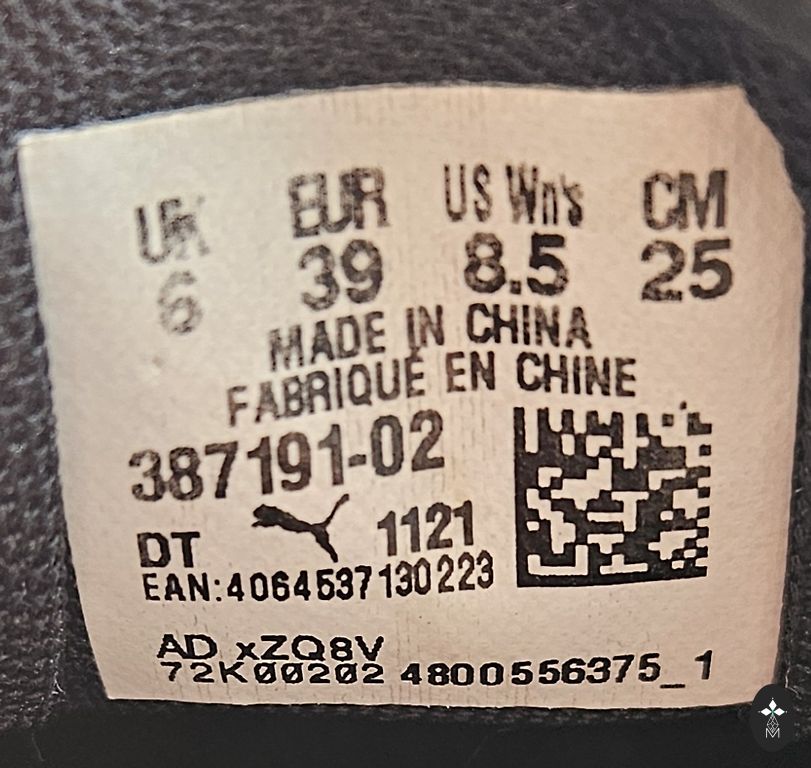 UK EUR US Wn's CM
6 39 8.5 25
MADE IN CHINA
FABRIQUÉ EN CHINE
387191-02
DT 1121
EAN:4064537130223
AD xZQ8V
72K00202 4800556375_1
M